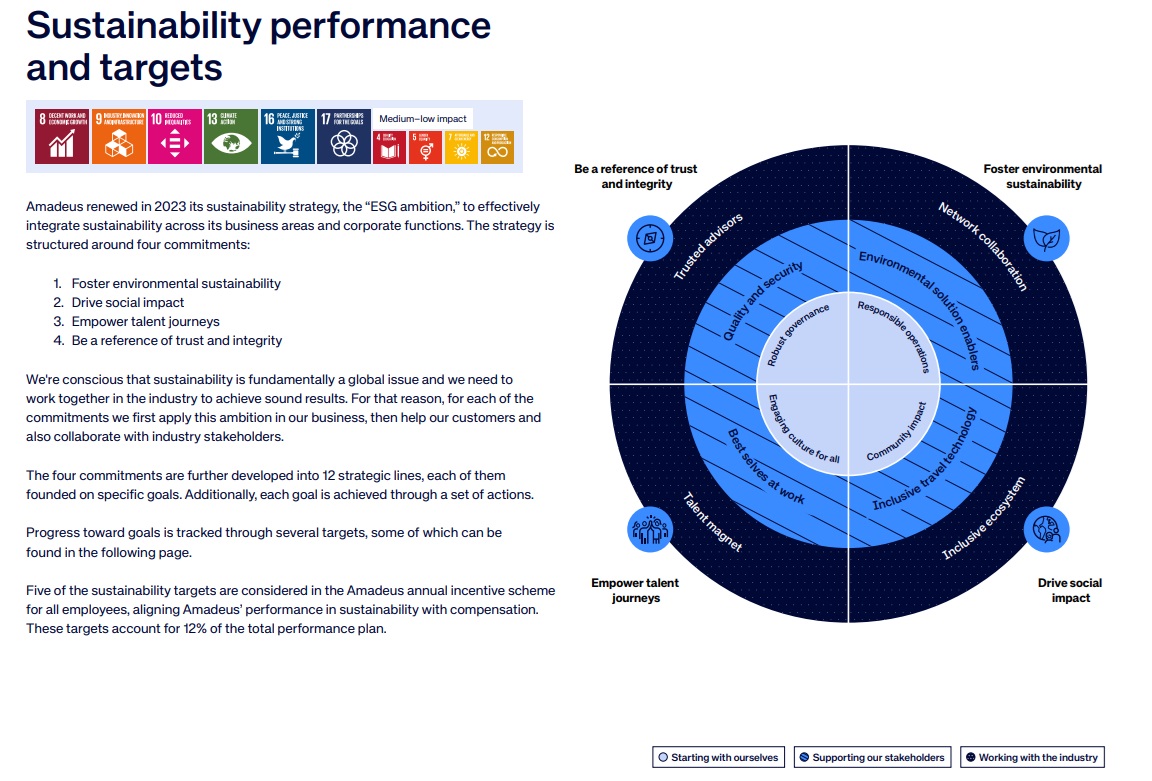 Sustainability performance
and targets
8 DECENT WORK AND
ECONOMIC GROWTH
9 INDUSTRY, INNOVATION
AND INFRASTRUCTURE
10 REDUCED
INEQUALITIES
13 CLIMATE
ACTION
16 PEACE, JUSTICE
AND STRONG
INSTITUTIONS
17 PARTNERSHIPS
FOR THE GOALS
Medium–low impact
4
5
7
12
Amadeus renewed in 2023 its sustainability strategy, the “ESG ambition,” to effectively
integrate sustainability across its business areas and corporate functions. The strategy is
structured around four commitments:
1. Foster environmental sustainability
2. Drive social impact
3. Empower talent journeys
4. Be a reference of trust and integrity
We're conscious that sustainability is fundamentally a global issue and we need to
work together in the industry to achieve sound results. For that reason, for each of the
commitments we first apply this ambition in our business, then help our customers and
also collaborate with industry stakeholders.
The four commitments are further developed into 12 strategic lines, each of them
founded on specific goals. Additionally, each goal is achieved through a set of actions.
Progress toward goals is tracked through several targets, some of which can be
found in the following page.
Five of the sustainability targets are considered in the Amadeus annual incentive scheme
for all employees, aligning Amadeus’ performance in sustainability with compensation.
These targets account for 12% of the total performance plan.
Be a reference of trust
and integrity
Foster environmental
sustainability
Trusted advisors
Network collaboration
Quality and security
Environmental solution enablers
Robust governance
Responsible operations
Engaging culture for all
Community impact
Best selves at work
Inclusive travel technology
Talent magnet
Inclusive ecosystem
Empower talent
journeys
Drive social
impact
Starting with ourselves
Supporting our stakeholders
Working with the industry